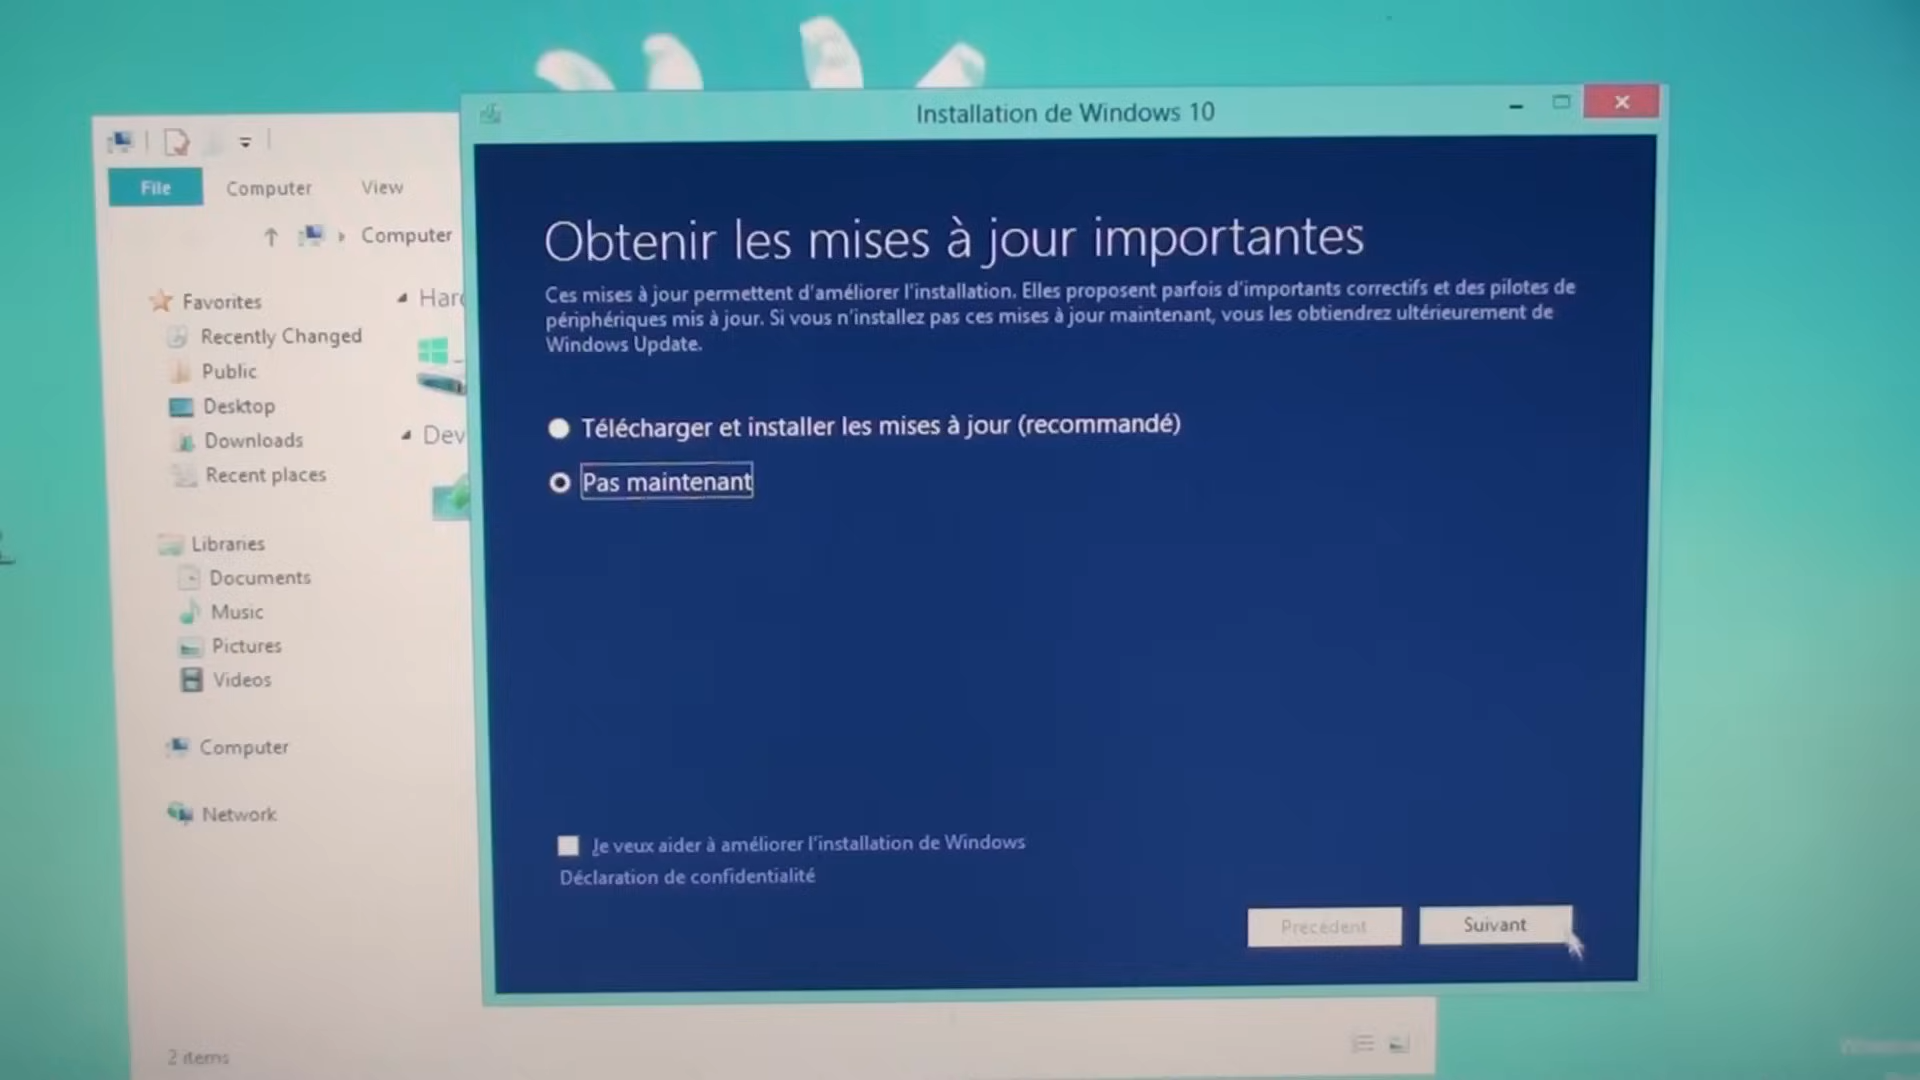 Installation de Windows 10
File Computer View
Computer
Favorites
Recently Changed
Public
Desktop
Downloads
Recent places
Libraries
Documents
Music
Pictures
Videos
Computer
Network
2 items
Obtenir les mises à jour importantes
Ces mises à jour permettent d'améliorer l'installation. Elles proposent parfois d'importants correctifs et des pilotes de
périphériques mis à jour. Si vous n'installez pas ces mises à jour maintenant, vous les obtiendrez ultérieurement de
Windows Update.
Télécharger et installer les mises à jour (recommandé)
Pas maintenant
Je veux aider à améliorer l'installation de Windows
Déclaration de confidentialité
Précédent Suivant